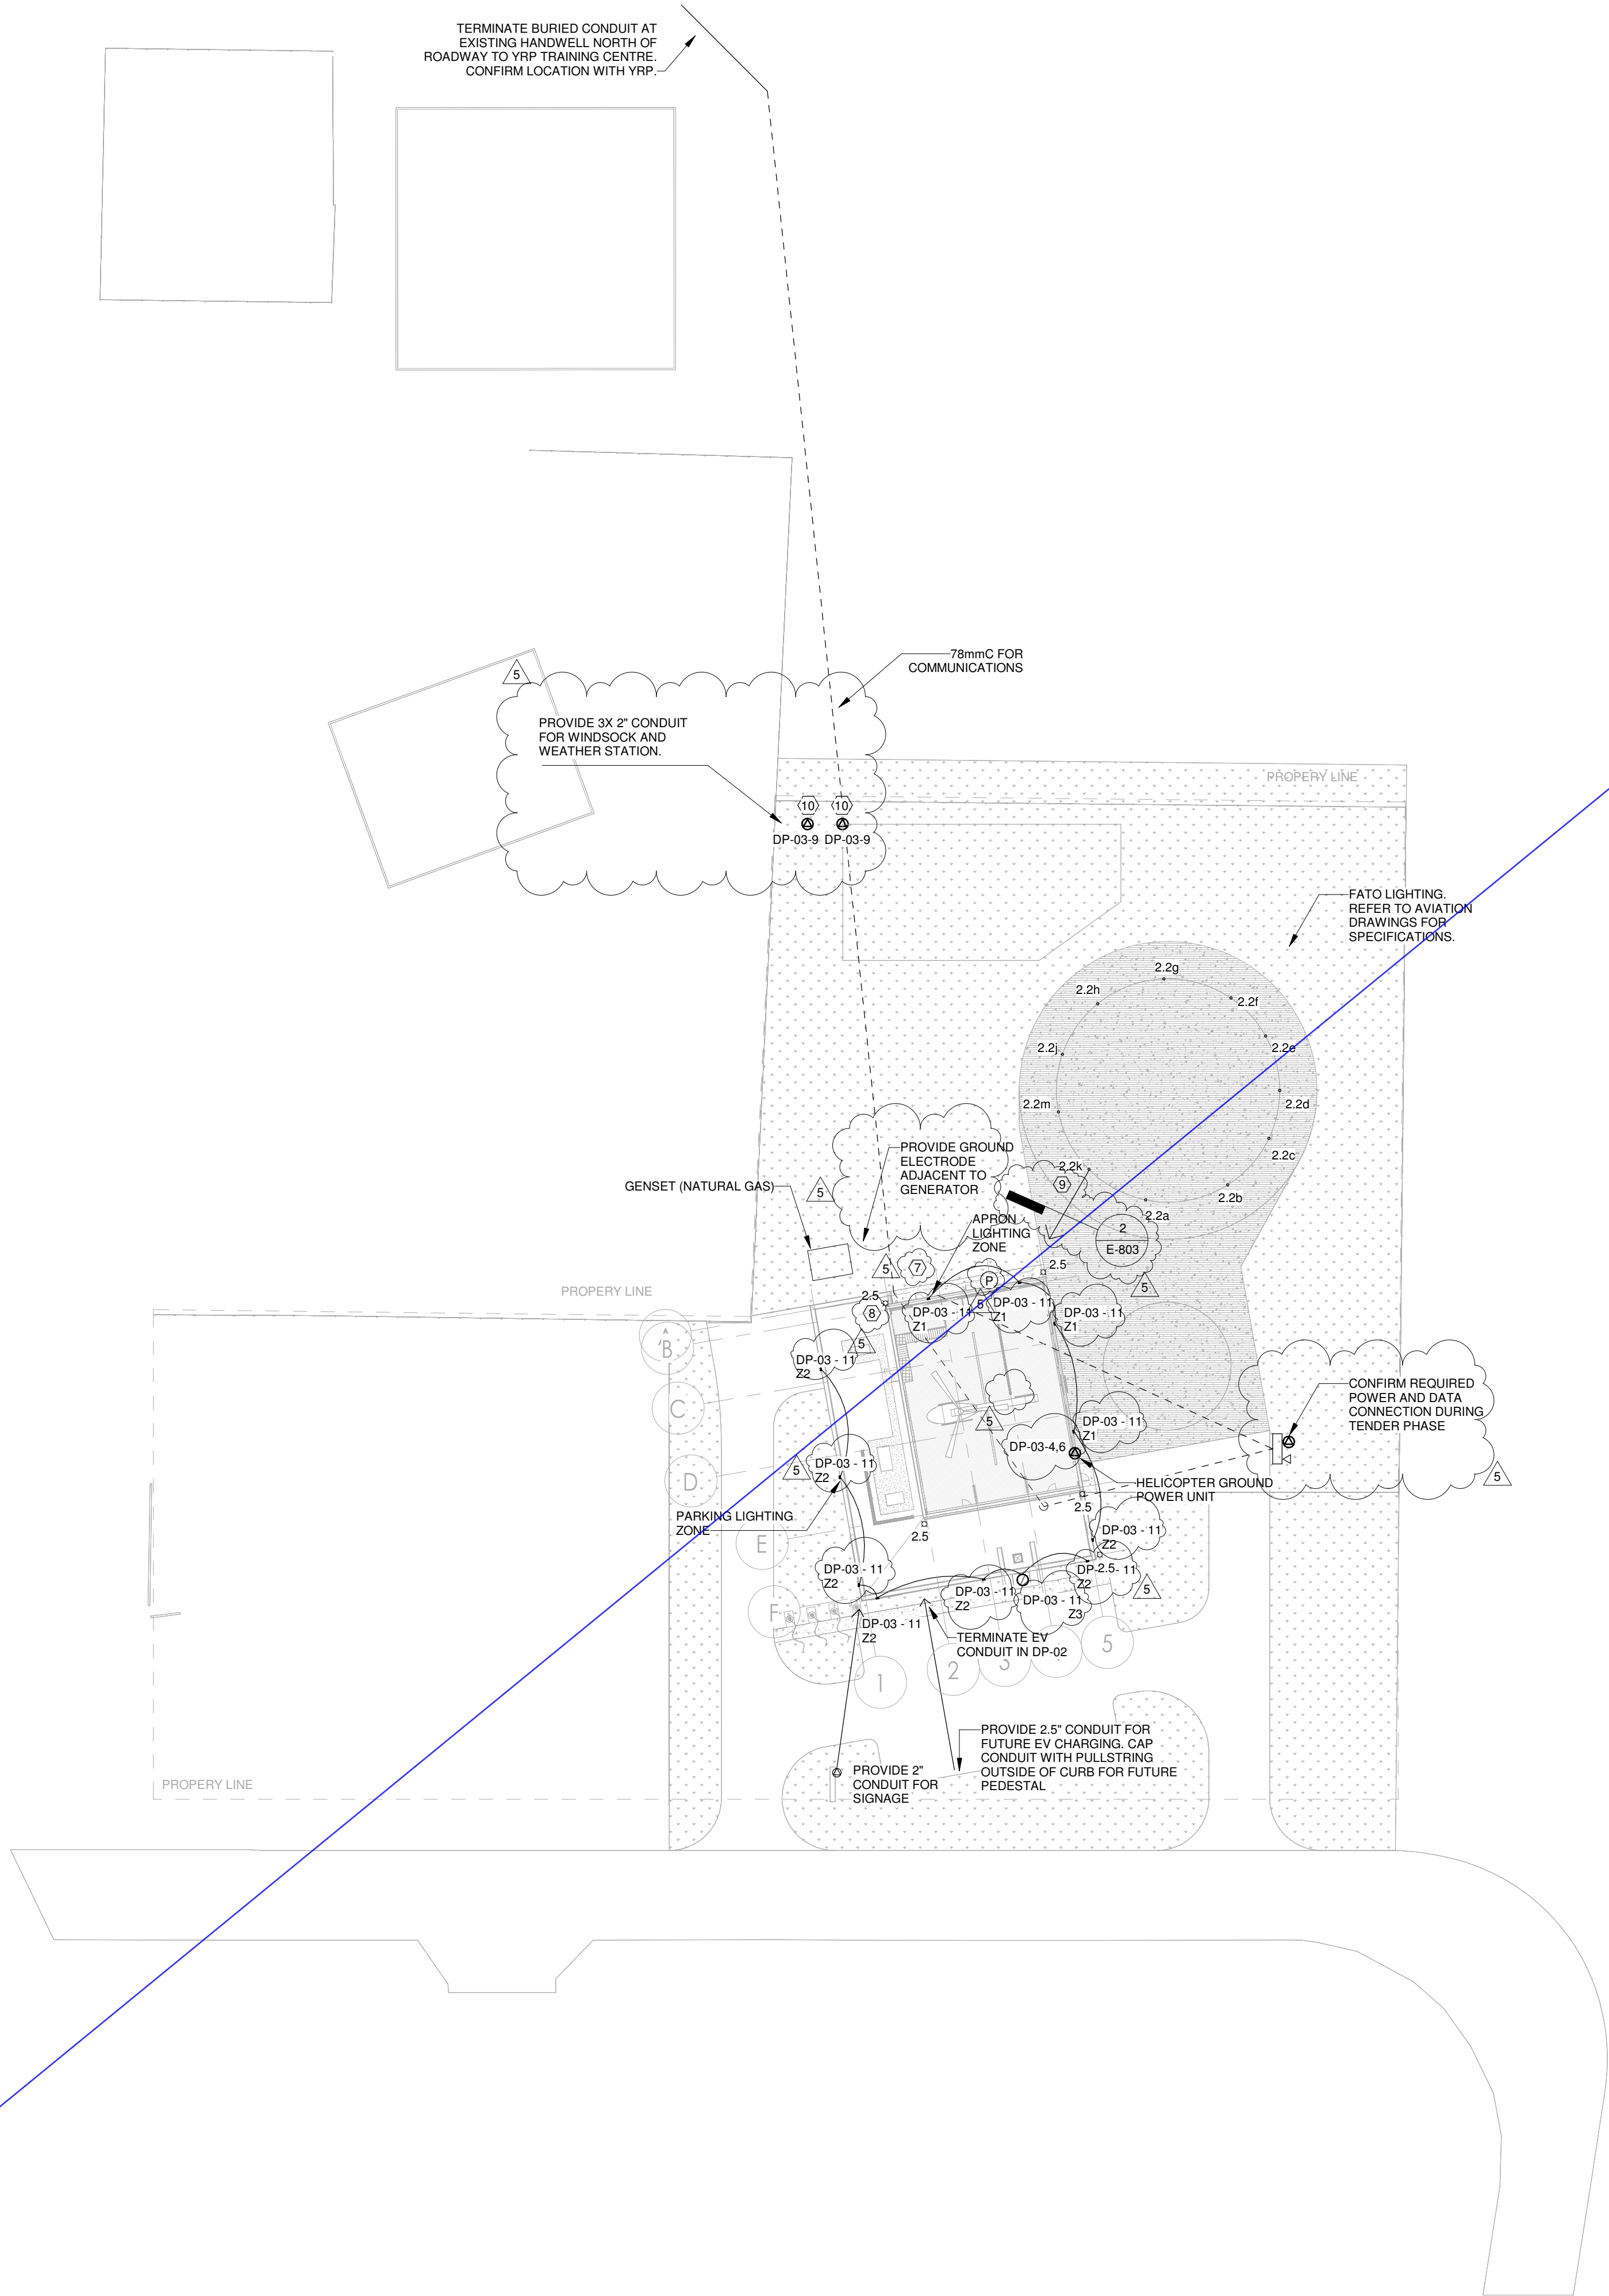 TERMINATE BURIED CONDUIT AT
EXISTING HANDWELL NORTH OF
ROADWAY TO YRP TRAINING CENTRE.
CONFIRM LOCATION WITH YRP.
78mmC FOR
COMMUNICATIONS
5
PROVIDE 3X 2" CONDUIT
FOR WINDSOCK AND
WEATHER STATION.
PROPERY LINE
10
10
DP-03-9
DP-03-9
FATO LIGHTING.
REFER TO AVIATION
DRAWINGS FOR
SPECIFICATIONS.
2.2g
2.2h
2.2f
2.2j
2.2e
2.2m
2.2d
2.2c
2.2k
2.2b
2.2a
PROVIDE GROUND
ELECTRODE
ADJACENT TO
GENERATOR
9
GENSET (NATURAL GAS)
5
APRON
LIGHTING
ZONE
2
E-803
5
7
5
P
2.5
PROPERY LINE
2.5
8
5
DP-03 - 11
Z1
5
DP-03 - 11
Z1
DP-03 - 11
Z1
A
B
DP-03 - 11
Z2
C
CONFIRM REQUIRED
POWER AND DATA
CONNECTION DURING
TENDER PHASE
5
5
DP-03 - 11
Z1
DP-03-4,6
D
5
DP-03 - 11
Z2
HELICOPTER GROUND
POWER UNIT
2.5
PARKING LIGHTING
ZONE
2.5
E
DP-03 - 11
Z2
DP-03 - 11
Z2
DP-03 - 11
Z2
2.5
5
DP-03 - 11
Z2
DP-03 - 11
Z3
F
DP-03 - 11
Z2
TERMINATE EV
CONDUIT IN DP-02
1
2
3
5
PROVIDE 2.5" CONDUIT FOR
FUTURE EV CHARGING. CAP
CONDUIT WITH PULLSTRING
OUTSIDE OF CURB FOR FUTURE
PEDESTAL
PROVIDE 2"
CONDUIT FOR
SIGNAGE
PROPERY LINE